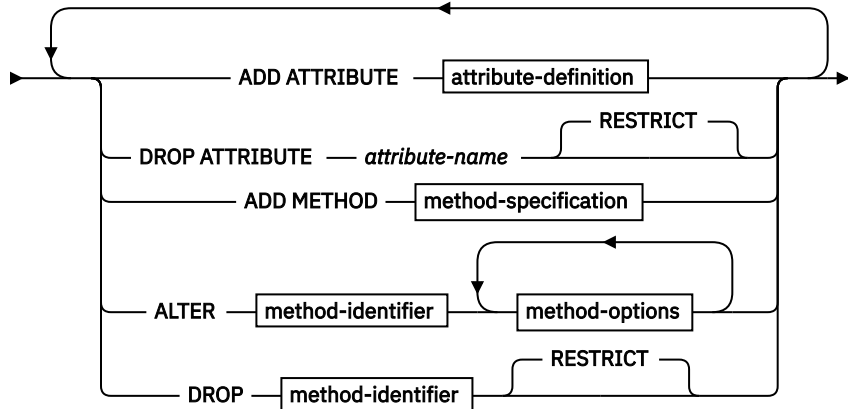 ADD ATTRIBUTE attribute-definition
RESTRICT
DROP ATTRIBUTE attribute-name
ADD METHOD method-specification
ALTER method-identifier method-options
RESTRICT
DROP method-identifier